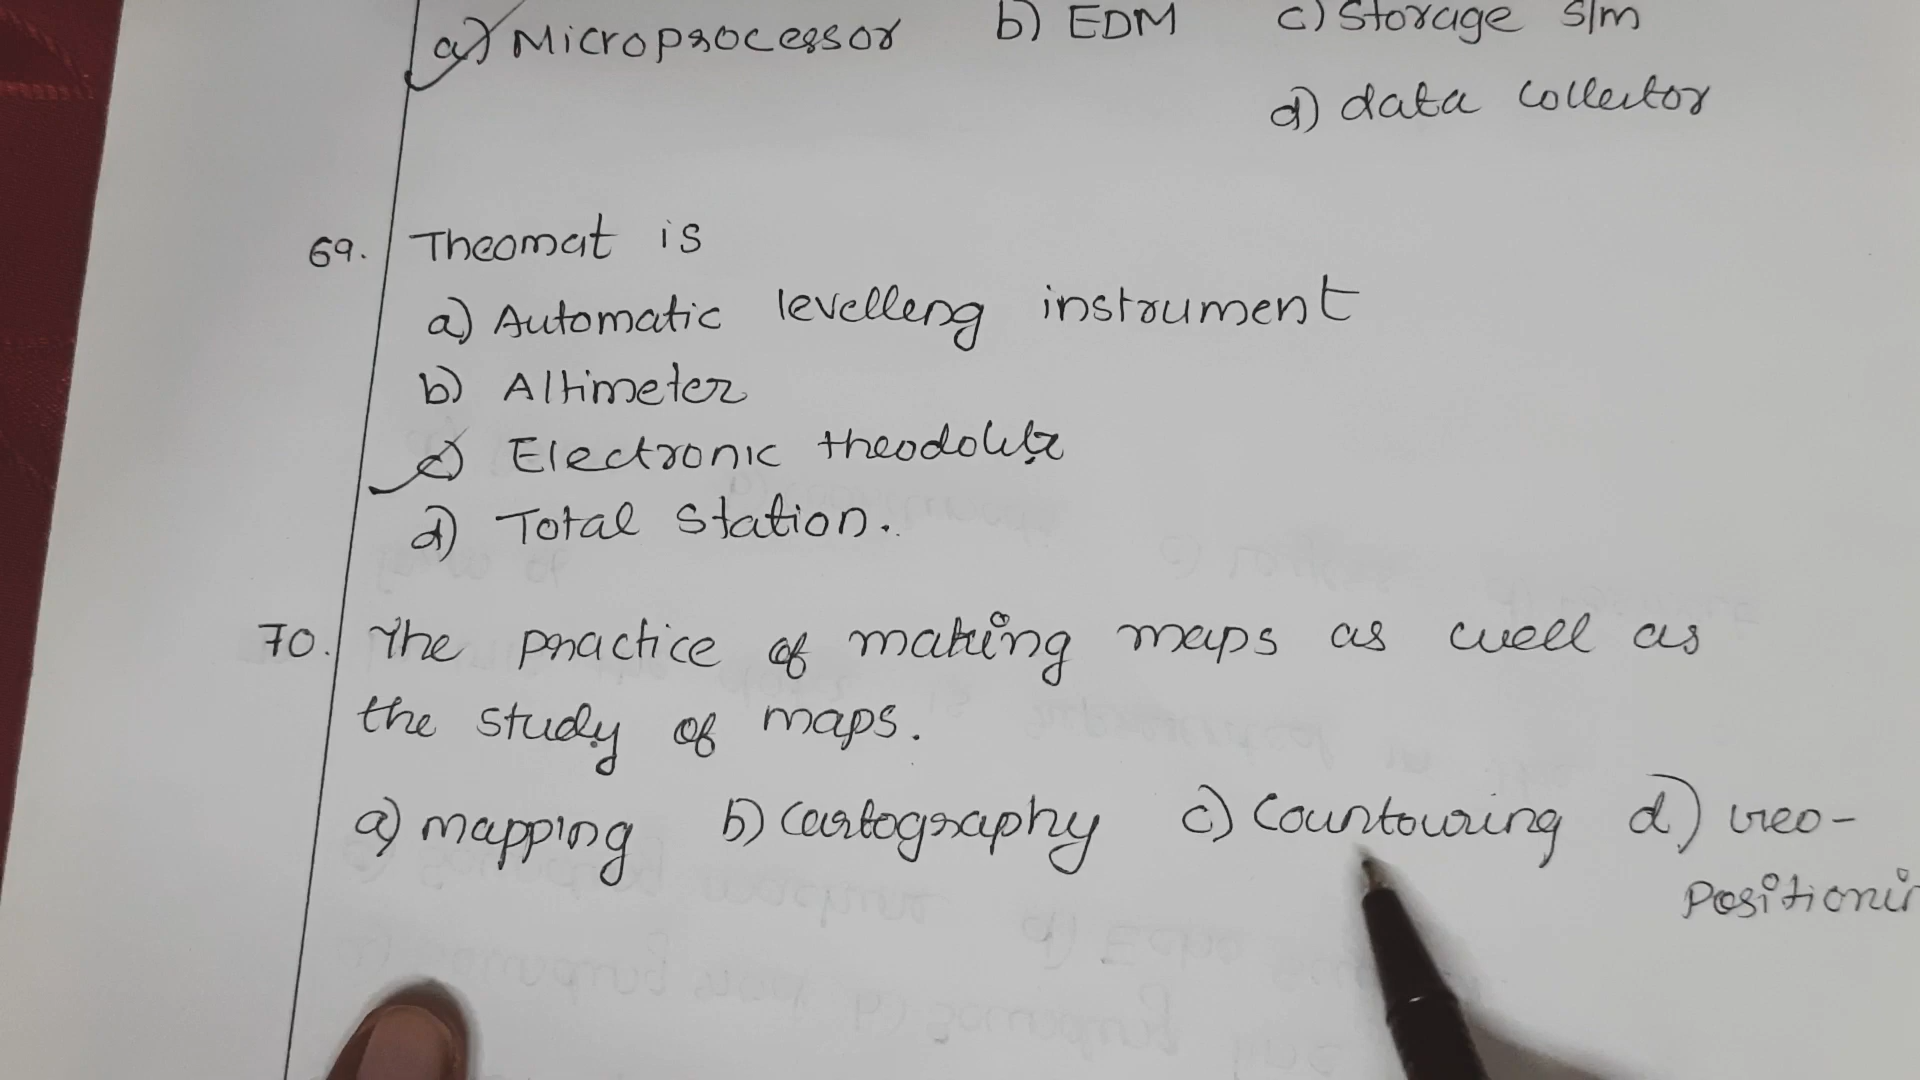 a) Microprocessor b) EDM c) Storage s/m
d) data collector
69. Theomat is
a) Automatic levelleng instrument
b) Altimeter
c) Electronic theodolite
d) Total Station.
70. The practice of making maps as well as
the study of maps.
a) mapping b) Cartography c) Countouring d) Geo-
Positionin